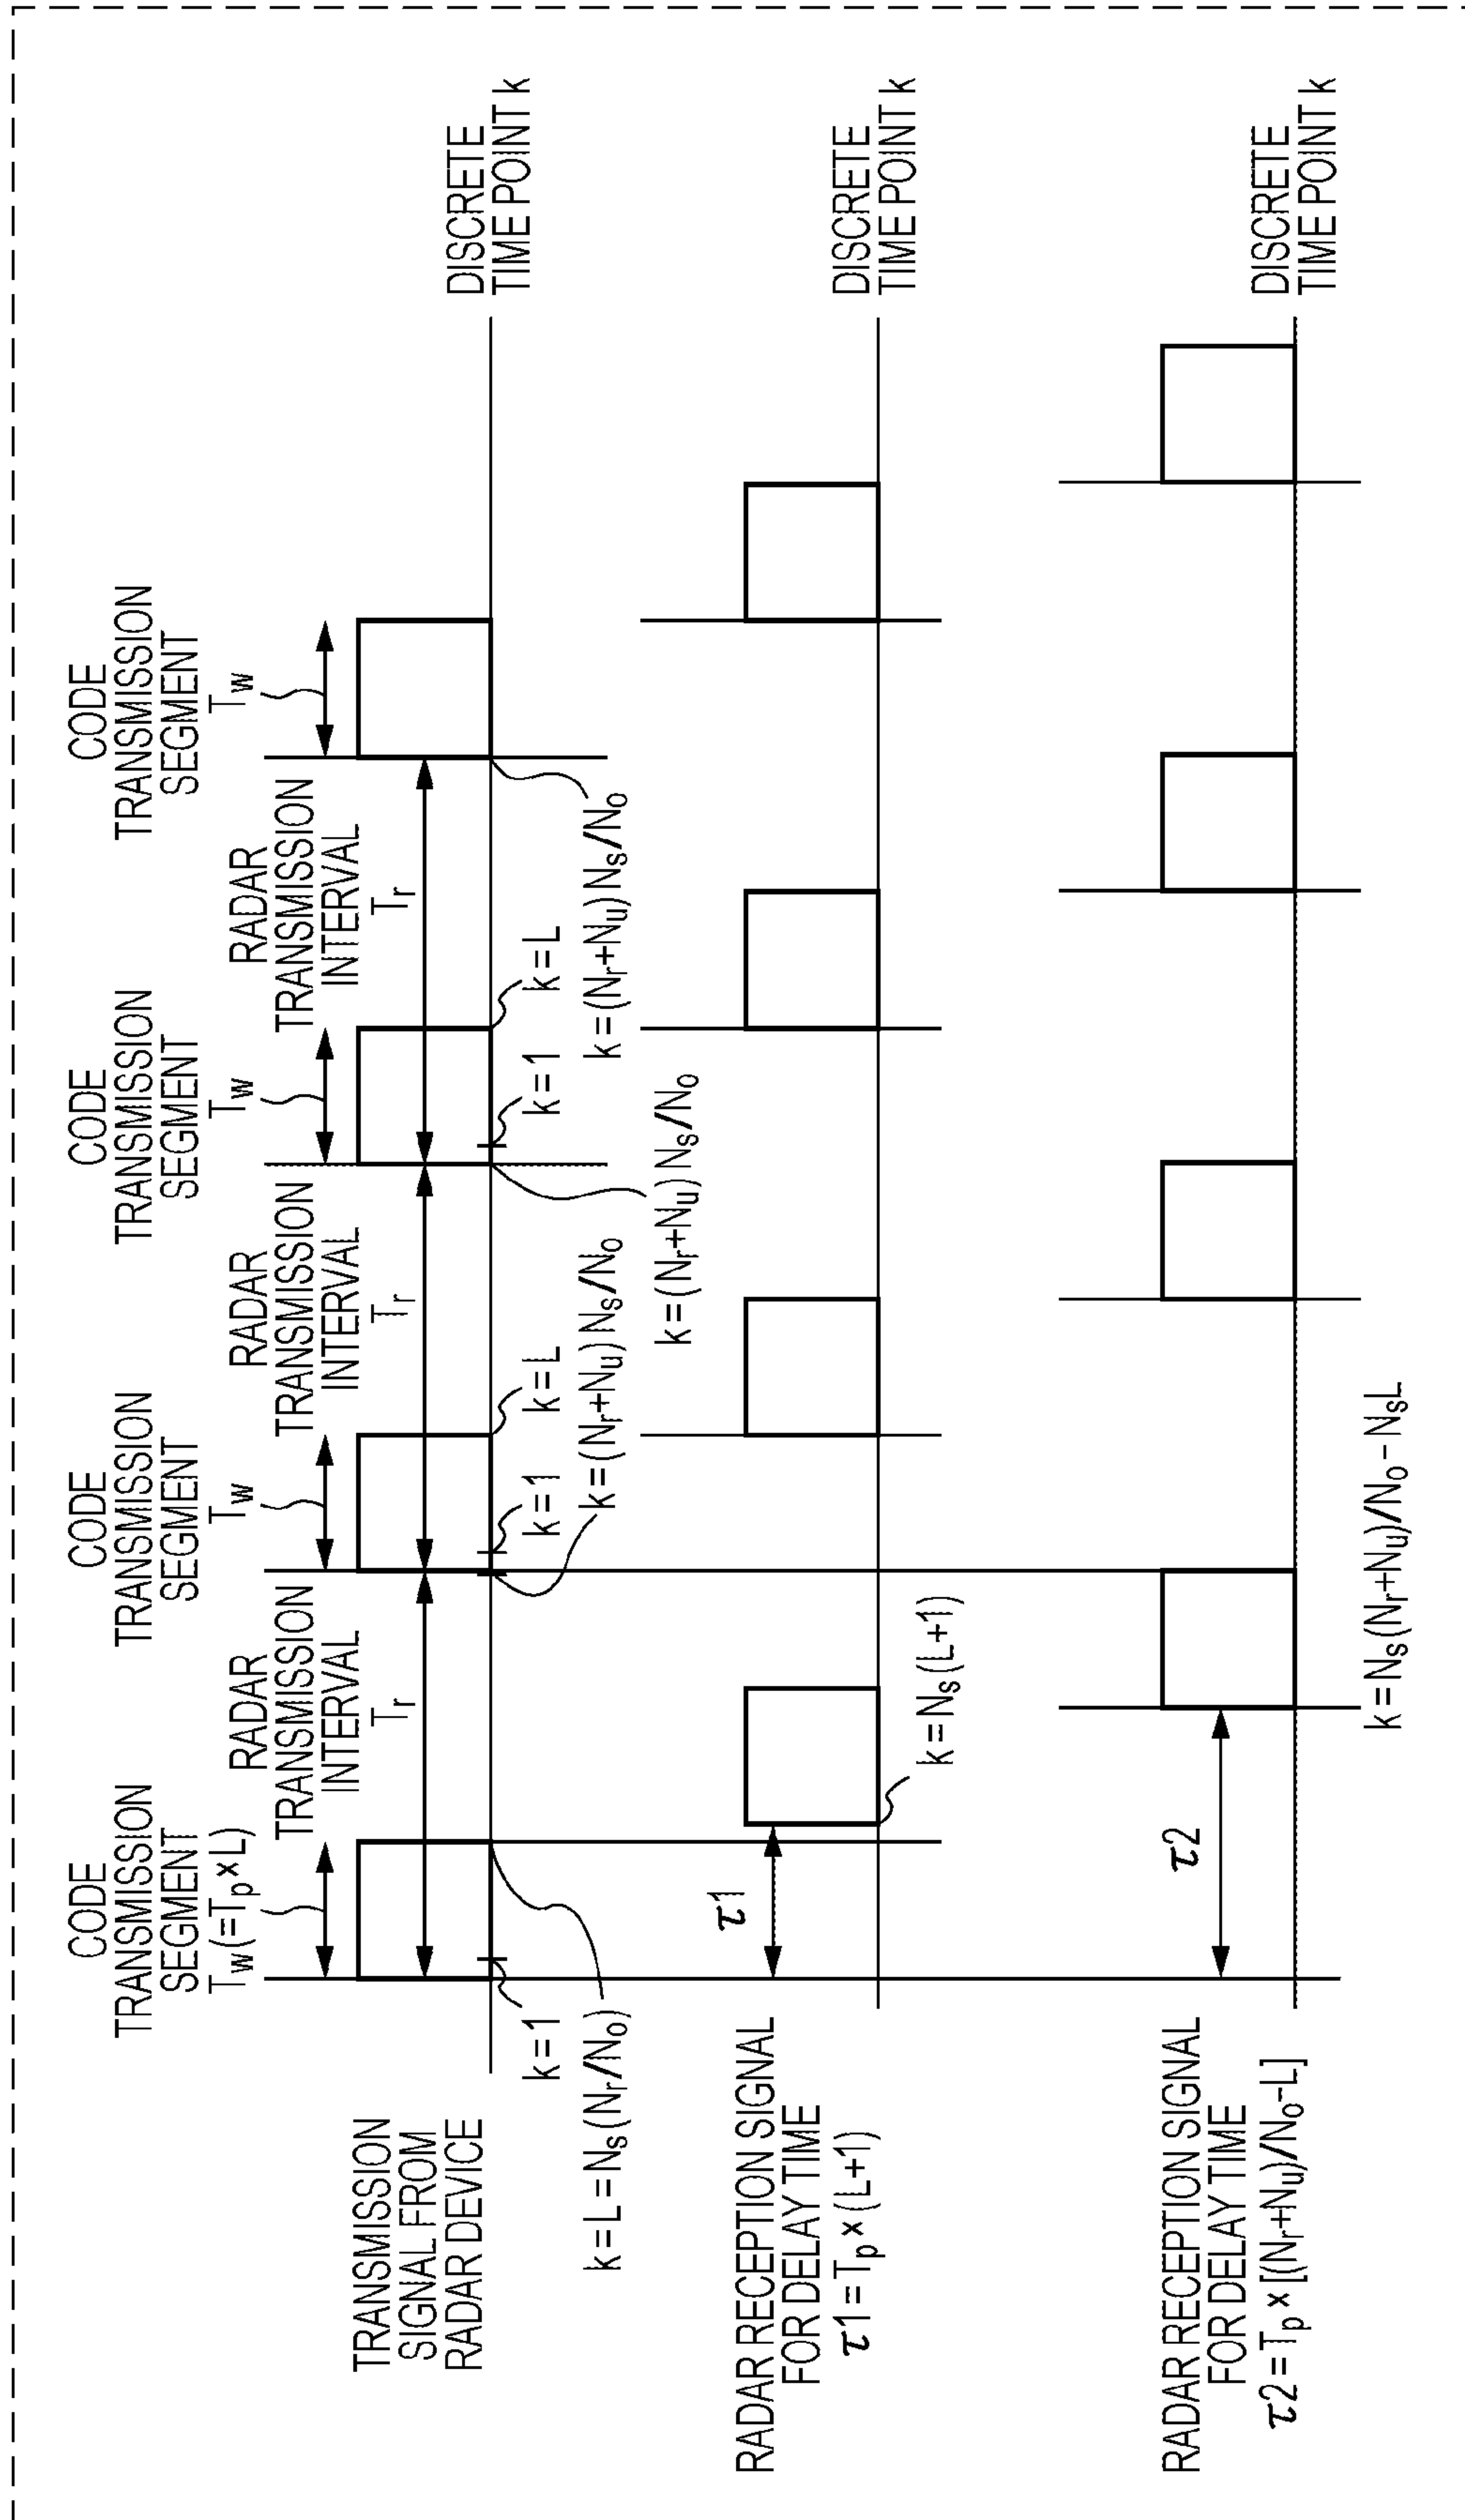 CODE
TRANSMISSION
SEGMENT
Tw(=Tp×L)
CODE
TRANSMISSION
SEGMENT
Tw
CODE
TRANSMISSION
SEGMENT
Tw
CODE
TRANSMISSION
SEGMENT
Tw
RADAR
TRANSMISSION
INTERVAL
Tr
RADAR
TRANSMISSION
INTERVAL
Tr
RADAR
TRANSMISSION
INTERVAL
Tr
TRANSMISSION
SIGNAL FROM
RADAR DEVICE
DISCRETE
TIME POINT k
k=1
k=1
k=L
k=1
k=L
k=L=Ns(Nr/No)
k=(Nr+Nu)Ns/No
k=(Nr+Nu)Ns/No
k=(Nr+Nu)Ns/No
RADAR RECEPTION SIGNAL
FOR DELAY TIME
τ1=Tp×(L+1)
τ1
DISCRETE
TIME POINT k
k=Ns(L+1)
RADAR RECEPTION SIGNAL
FOR DELAY TIME
τ2=Tp×[(Nr+Nu)/No-L]
τ2
DISCRETE
TIME POINT k
k=Ns(Nr+Nu)/No-NsL